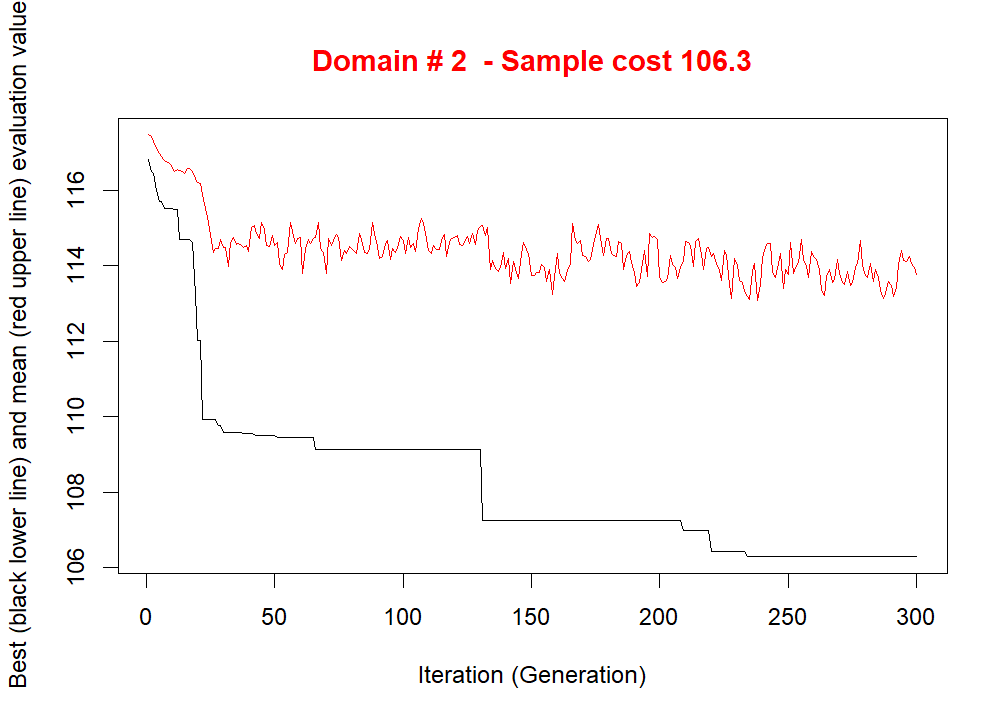 Domain # 2  - Sample cost 106.3
Best (black lower line) and mean (red upper line) evaluation value
116
114
112
110
108
106
0 50 100 150 200 250 300
Iteration (Generation)